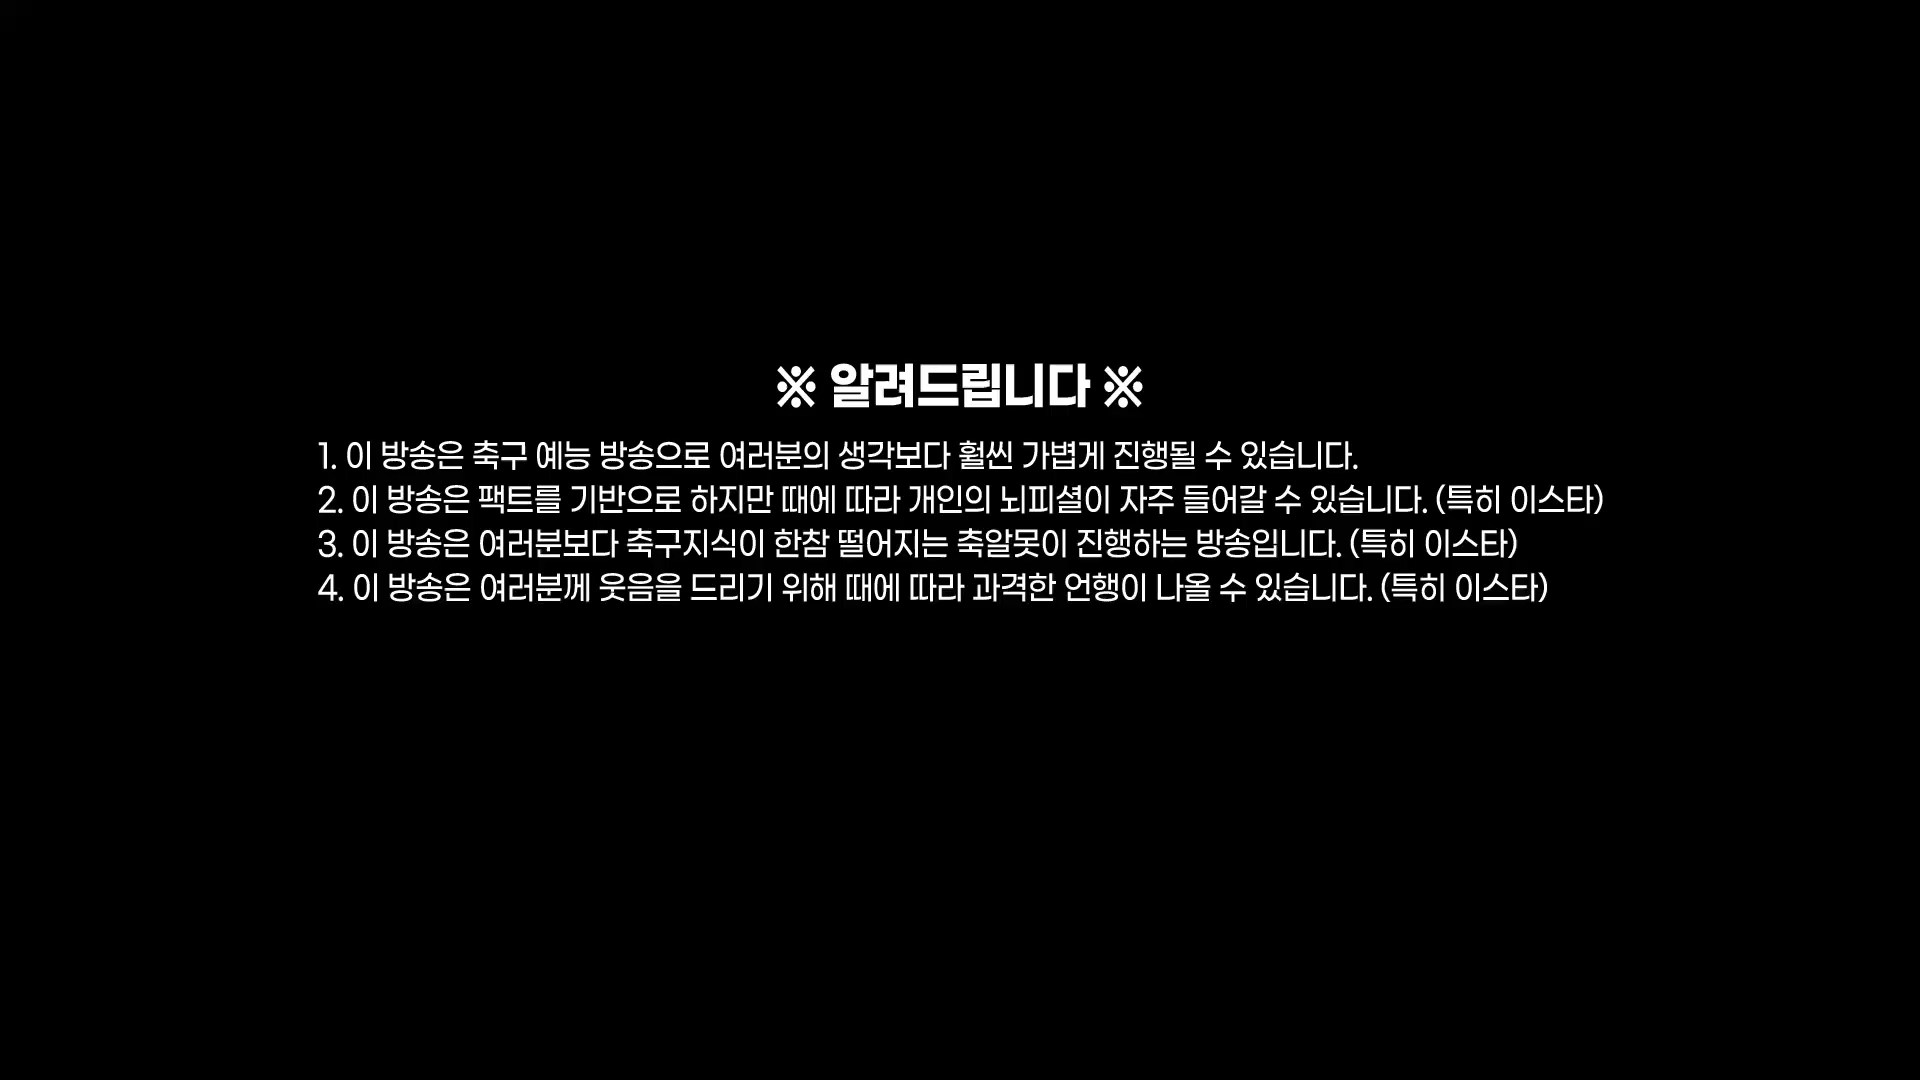 ※ 알려드립니다 ※
1. 이 방송은 축구 예능 방송으로 여러분의 생각보다 훨씬 가볍게 진행될 수 있습니다.
2. 이 방송은 팩트를 기반으로 하지만 때에 따라 개인의 뇌피셜이 자주 들어갈 수 있습니다. (특히 이스타)
3. 이 방송은 여러분보다 축구지식이 한참 떨어지는 축알못이 진행하는 방송입니다. (특히 이스타)
4. 이 방송은 여러분께 웃음을 드리기 위해 때에 따라 과격한 언행이 나올 수 있습니다. (특히 이스타)